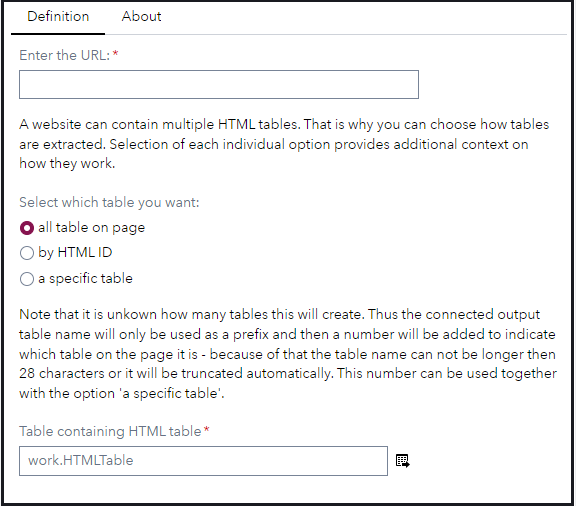 Definition About
Enter the URL:*
A website can contain multiple HTML tables. That is why you can choose how tables
are extracted. Selection of each individual option provides additional context on
how they work.
Select which table you want:
all table on page
by HTML ID
a specific table
Note that it is unkown how many tables this will create. Thus the connected output
table name will only be used as a prefix and then a number will be added to indicate
which table on the page it is - because of that the table name can not be longer then
28 characters or it will be truncated automatically. This number can be used together
with the option 'a specific table'.
Table containing HTML table*
work.HTMLTable